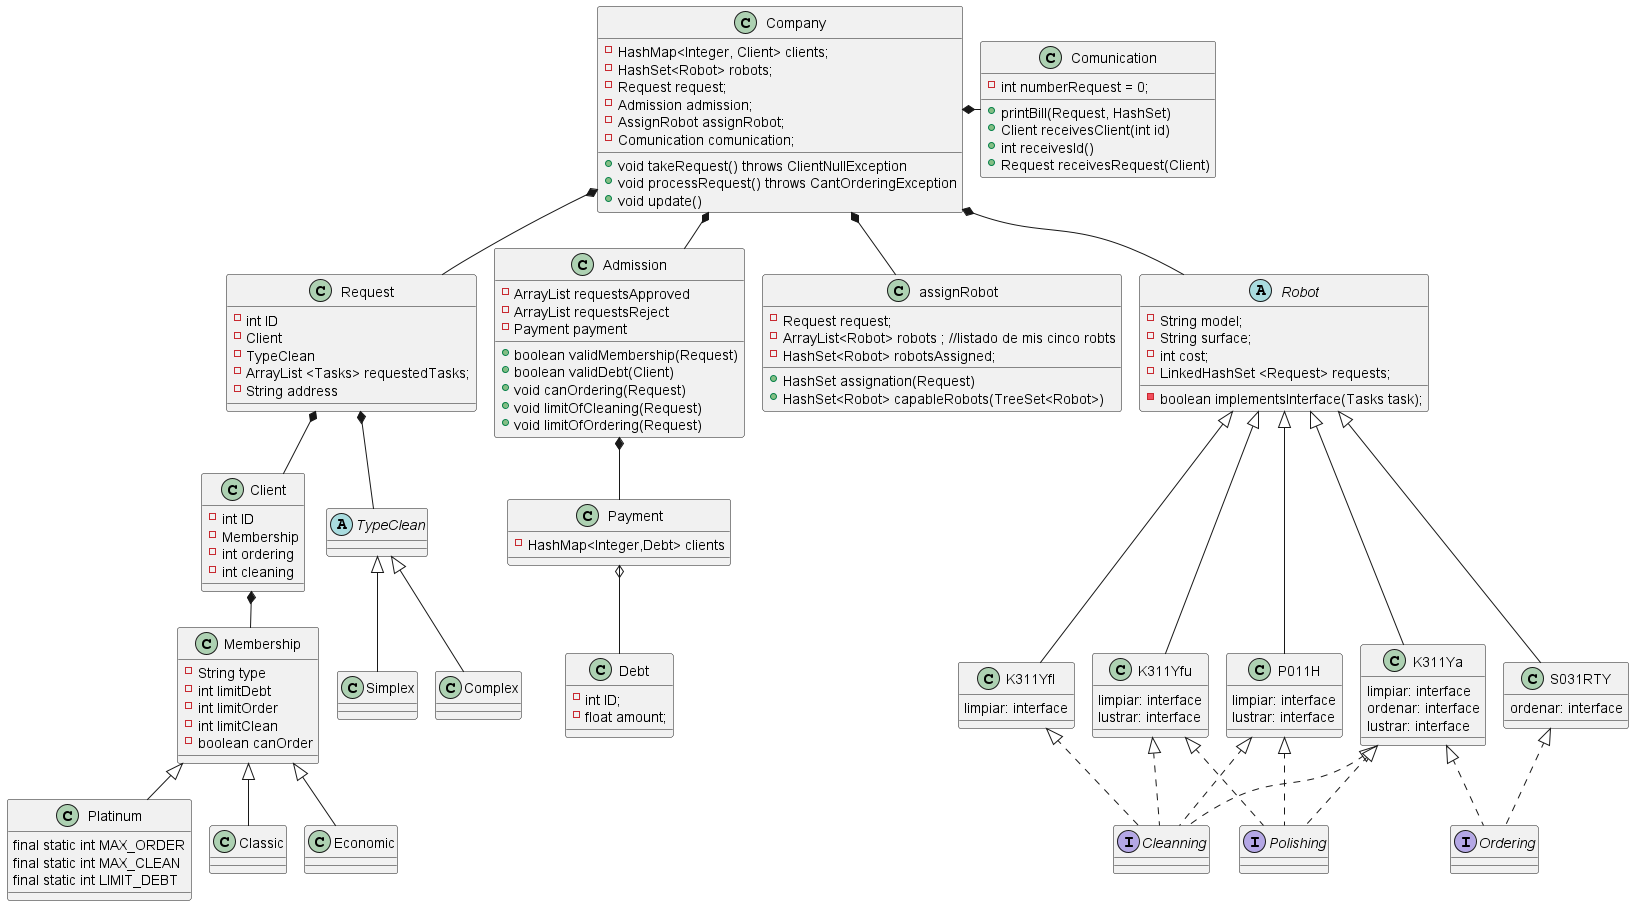 C Company
HashMap<Integer, Client> clients;
HashSet<Robot> robots;
Request request;
Admission admission;
AssignRobot assignRobot;
Comunication comunication;
void takeRequest() throws ClientNullException
void processRequest() throws CantOrderingException
void update()
C Comunication
int numberRequest = 0;
printBill(Request, HashSet)
Client receivesClient(int id)
int receivesId()
Request receivesRequest(Client)
C Request
int ID
Client
TypeClean
ArrayList <Tasks> requestedTasks;
String address
C Admission
ArrayList requestsApproved
ArrayList requestsReject
Payment payment
boolean validMembership(Request)
boolean validDebt(Client)
void canOrdering(Request)
void limitOfCleaning(Request)
void limitOfOrdering(Request)
C assignRobot
Request request;
ArrayList<Robot> robots ; //listado de mis cinco robts
HashSet<Robot> robotsAssigned;
HashSet assignation(Request)
HashSet<Robot> capableRobots(TreeSet<Robot>)
A Robot
String model;
String surface;
int cost;
LinkedHashSet <Request> requests;
boolean implementsInterface(Tasks task);
C Client
int ID
Membership
int ordering
int cleaning
A TypeClean
C Payment
HashMap<Integer,Debt> clients
C Membership
String type
int limitDebt
int limitOrder
int limitClean
boolean canOrder
C Simplex
C Complex
C Debt
int ID;
float amount;
C K311Yfl
limpiar: interface
C K311Yfu
limpiar: interface
lustrar: interface
C P011H
limpiar: interface
lustrar: interface
C K311Ya
limpiar: interface
ordenar: interface
lustrar: interface
C S031RTY
ordenar: interface
C Platinum
final static int MAX_ORDER
final static int MAX_CLEAN
final static int LIMIT_DEBT
C Classic
C Economic
I Cleanning
I Polishing
I Ordering